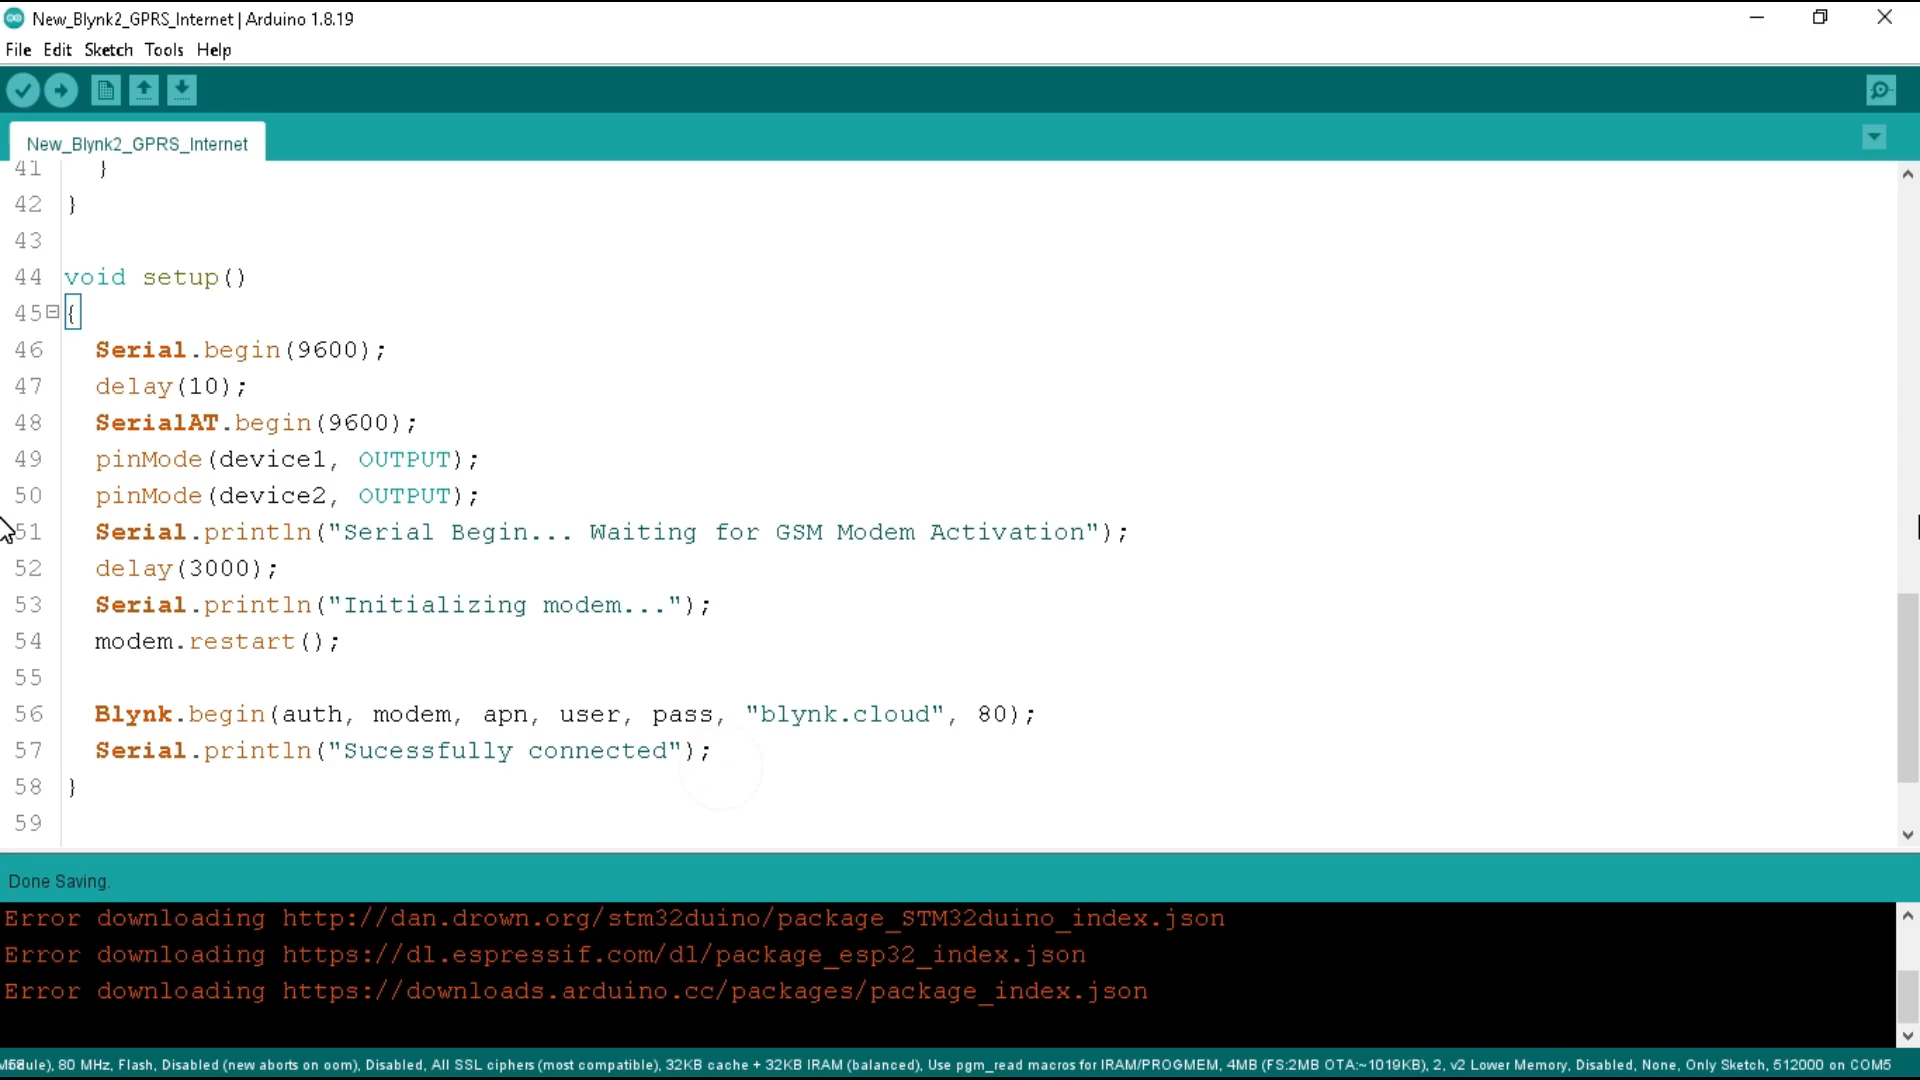 New_Blynk2_GPRS_Internet | Arduino 1.8.19
File Edit Sketch Tools Help
New_Blynk2_GPRS_Internet
41 }
42 }
43
44 void setup()
45 {
46 Serial.begin(9600);
47 delay(10);
48 SerialAT.begin(9600);
49 pinMode(device1, OUTPUT);
50 pinMode(device2, OUTPUT);
51 Serial.println("Serial Begin... Waiting for GSM Modem Activation");
52 delay(3000);
53 Serial.println("Initializing modem...");
54 modem.restart();
55
56 Blynk.begin(auth, modem, apn, user, pass, "blynk.cloud", 80);
57 Serial.println("Sucessfully connected");
58 }
59
Done Saving.
Error downloading http://dan.drown.org/stm32duino/package_STM32duino_index.json
Error downloading https://dl.espressif.com/dl/package_esp32_index.json
Error downloading https://downloads.arduino.cc/packages/package_index.json
80 MHz, Flash, Disabled (new aborts on oom), Disabled, All SSL ciphers (most compatible), 32KB cache + 32KB IRAM (balanced), Use pgm_read macros for IRAM/PROGMEM, 4MB (FS:2MB OTA:~1019KB), 2, v2 Lower Memory, Disabled, None, Only Sketch, 512000 on COM5